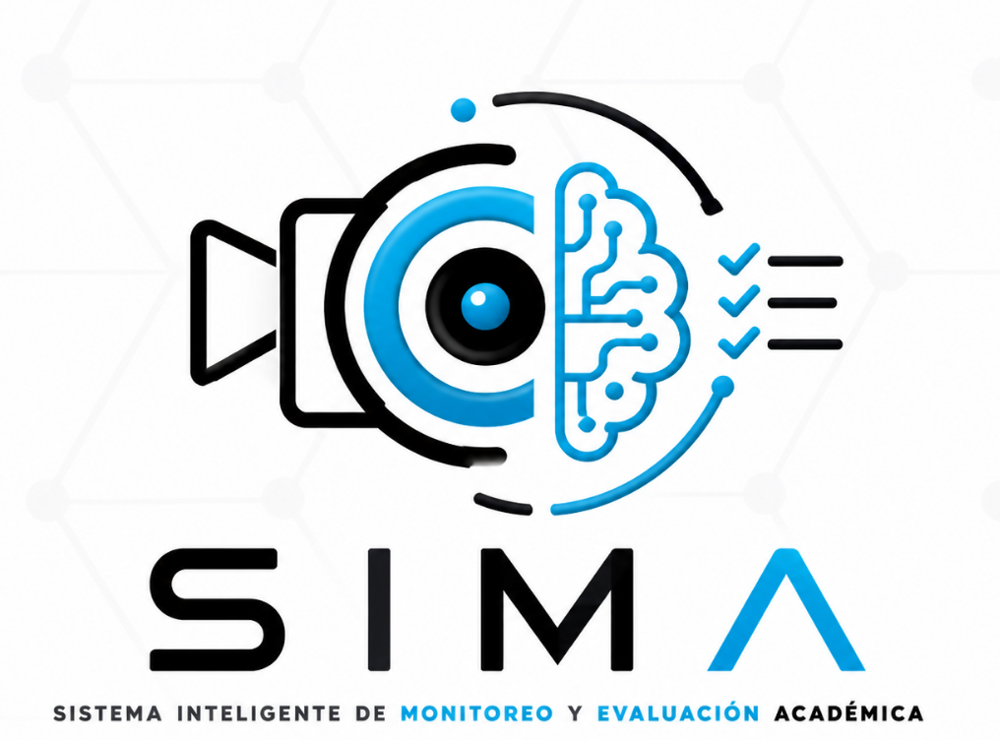 SIMA
SISTEMA INTELIGENTE DE MONITOREO Y EVALUACIÓN ACADÉMICA